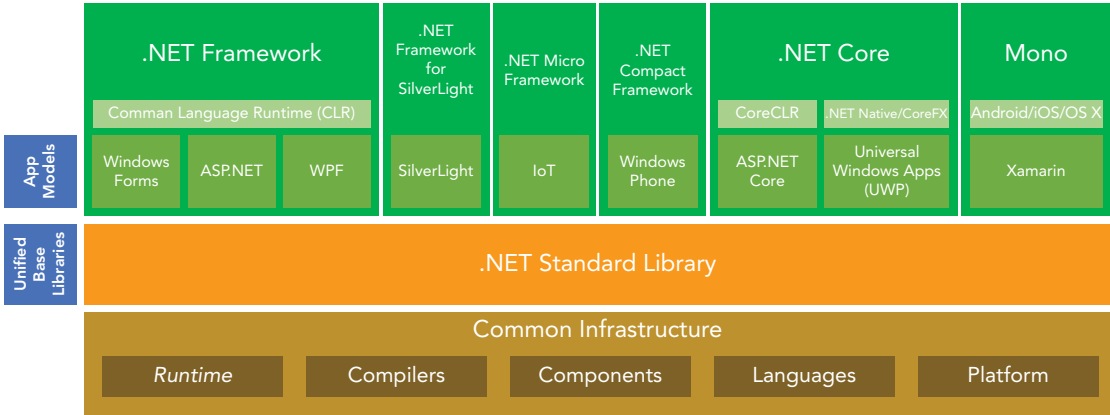 .NET Framework
.NET
Framework
for
SilverLight
.NET Micro
Framework
.NET
Compact
Framework
.NET Core
Mono
Comman Language Runtime (CLR)
CoreCLR
.NET Native/CoreFX
Android/iOS/OS X
App
Models
Windows
Forms
ASP.NET
WPF
SilverLight
IoT
Windows
Phone
ASP.NET
Core
Universal
Windows Apps
(UWP)
Xamarin
Unified
Base
Libraries
.NET Standard Library
Common Infrastructure
Runtime
Compilers
Components
Languages
Platform